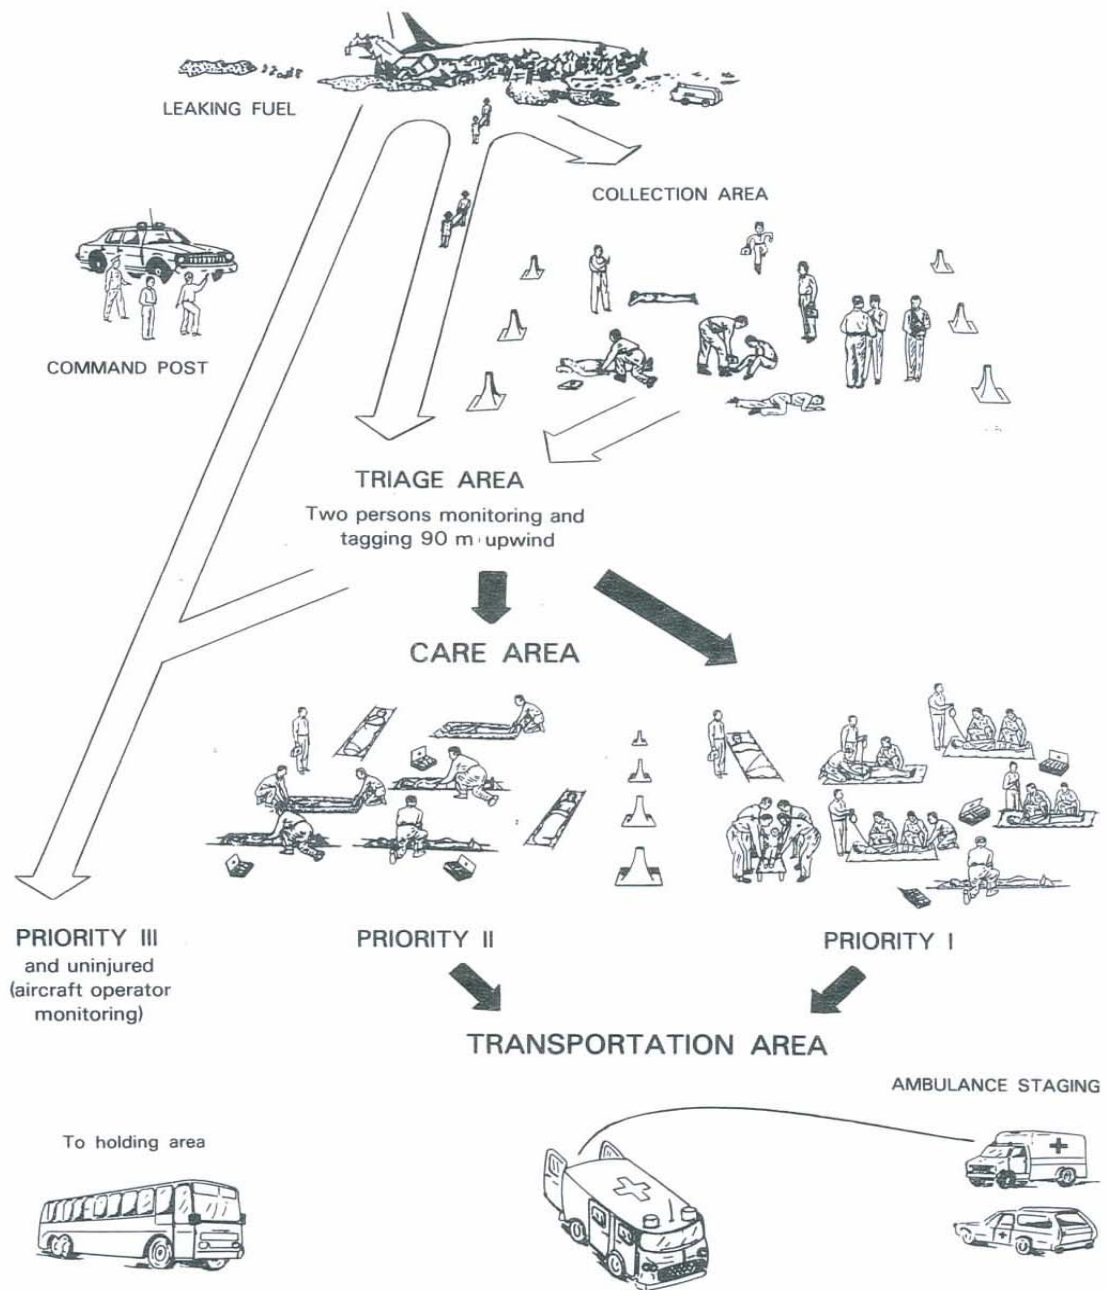 LEAKING FUEL
COLLECTION AREA
COMMAND POST
TRIAGE AREA
Two persons monitoring and
tagging 90 m upwind
CARE AREA
PRIORITY III
and uninjured
(aircraft operator
monitoring)
PRIORITY II
PRIORITY I
TRANSPORTATION AREA
AMBULANCE STAGING
To holding area